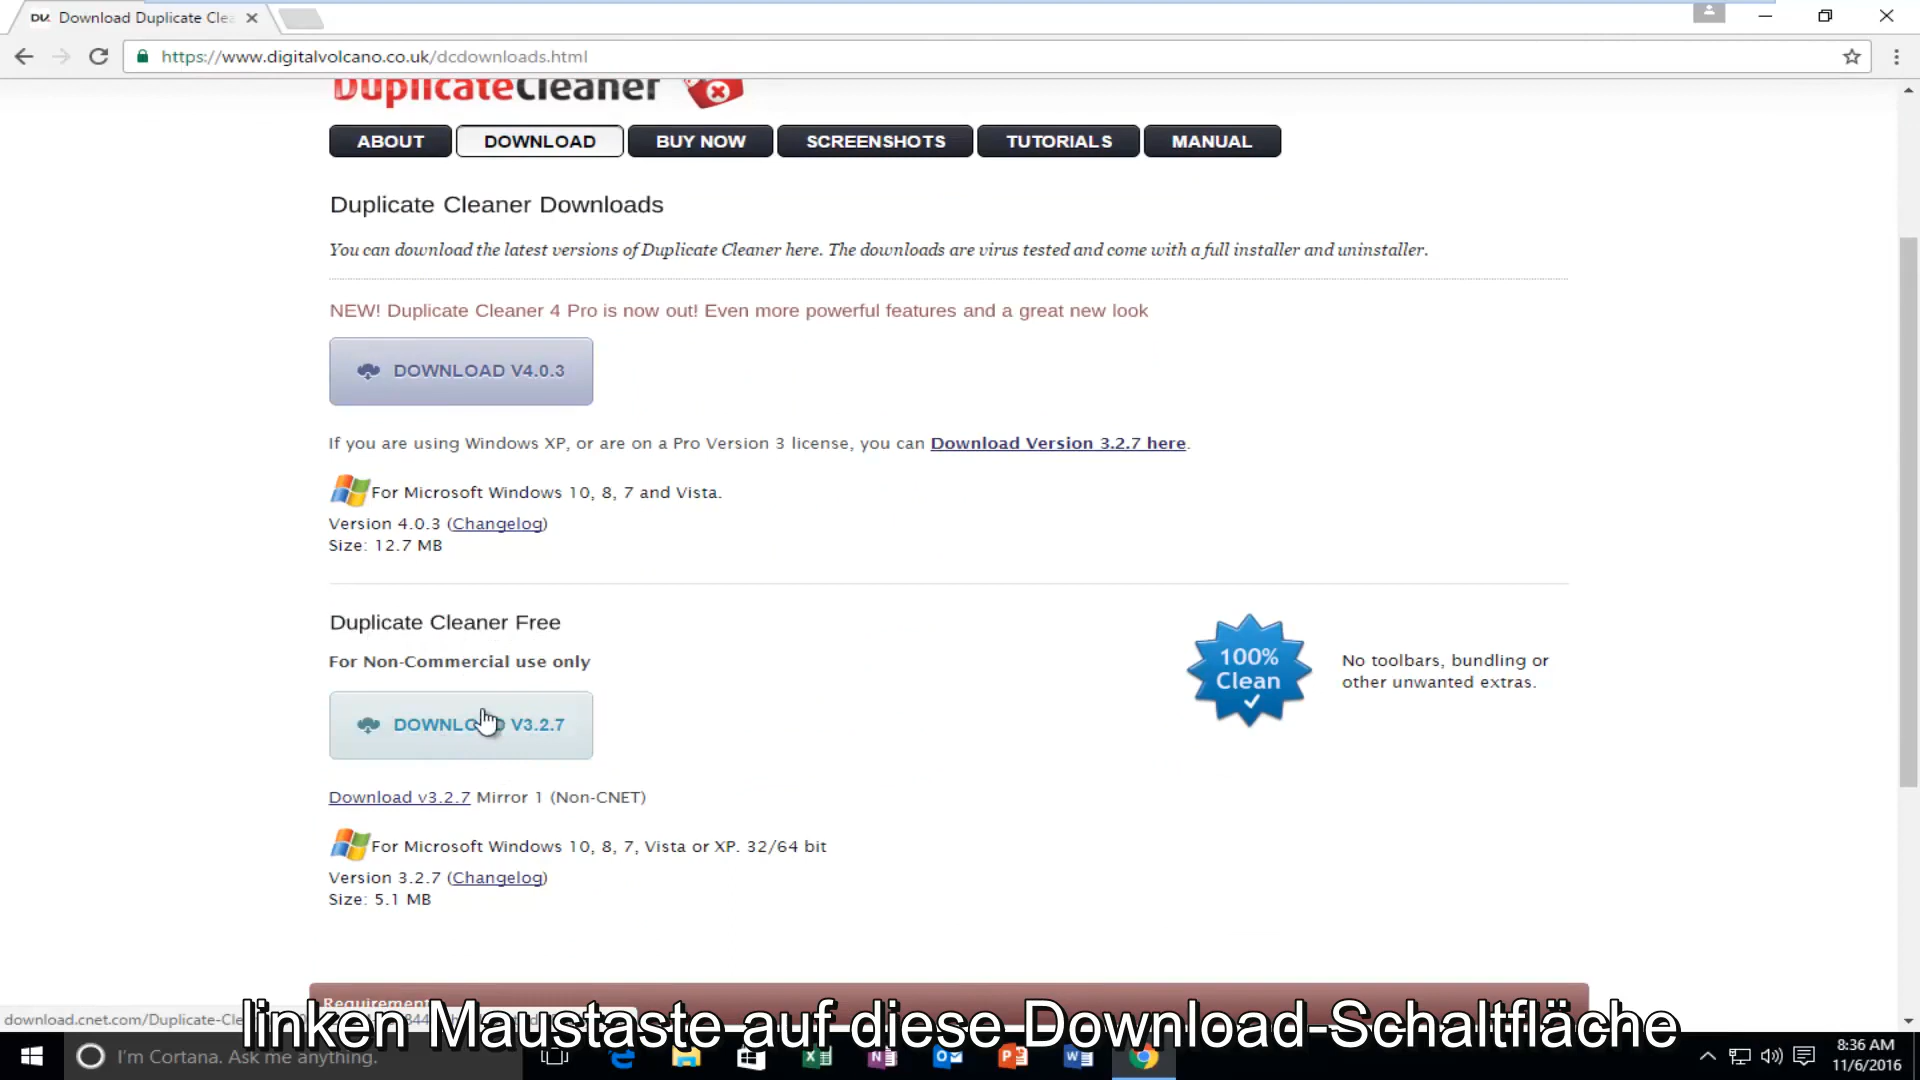 DV. Download Duplicate Clea
https://www.digitalvolcano.co.uk/dcdownloads.html
DuplicateCleaner
ABOUT DOWNLOAD BUY NOW SCREENSHOTS TUTORIALS MANUAL
Duplicate Cleaner Downloads
You can download the latest versions of Duplicate Cleaner here. The downloads are virus tested and come with a full installer and uninstaller.
NEW! Duplicate Cleaner 4 Pro is now out! Even more powerful features and a great new look
DOWNLOAD V4.0.3
If you are using Windows XP, or are on a Pro Version 3 license, you can Download Version 3.2.7 here.
For Microsoft Windows 10, 8, 7 and Vista.
Version 4.0.3 (Changelog)
Size: 12.7 MB
Duplicate Cleaner Free
For Non-Commercial use only
100%
Clean
No toolbars, bundling or
other unwanted extras.
DOWNLOAD V3.2.7
Download v3.2.7 Mirror 1 (Non-CNET)
For Microsoft Windows 10, 8, 7, Vista or XP. 32/64 bit
Version 3.2.7 (Changelog)
Size: 5.1 MB
Requirement
download.cnet.com/Duplicate-Cle
linken Maustaste auf diese Download-Schaltfläche
I'm Cortana. Ask me anything.
8:36 AM
11/6/2016